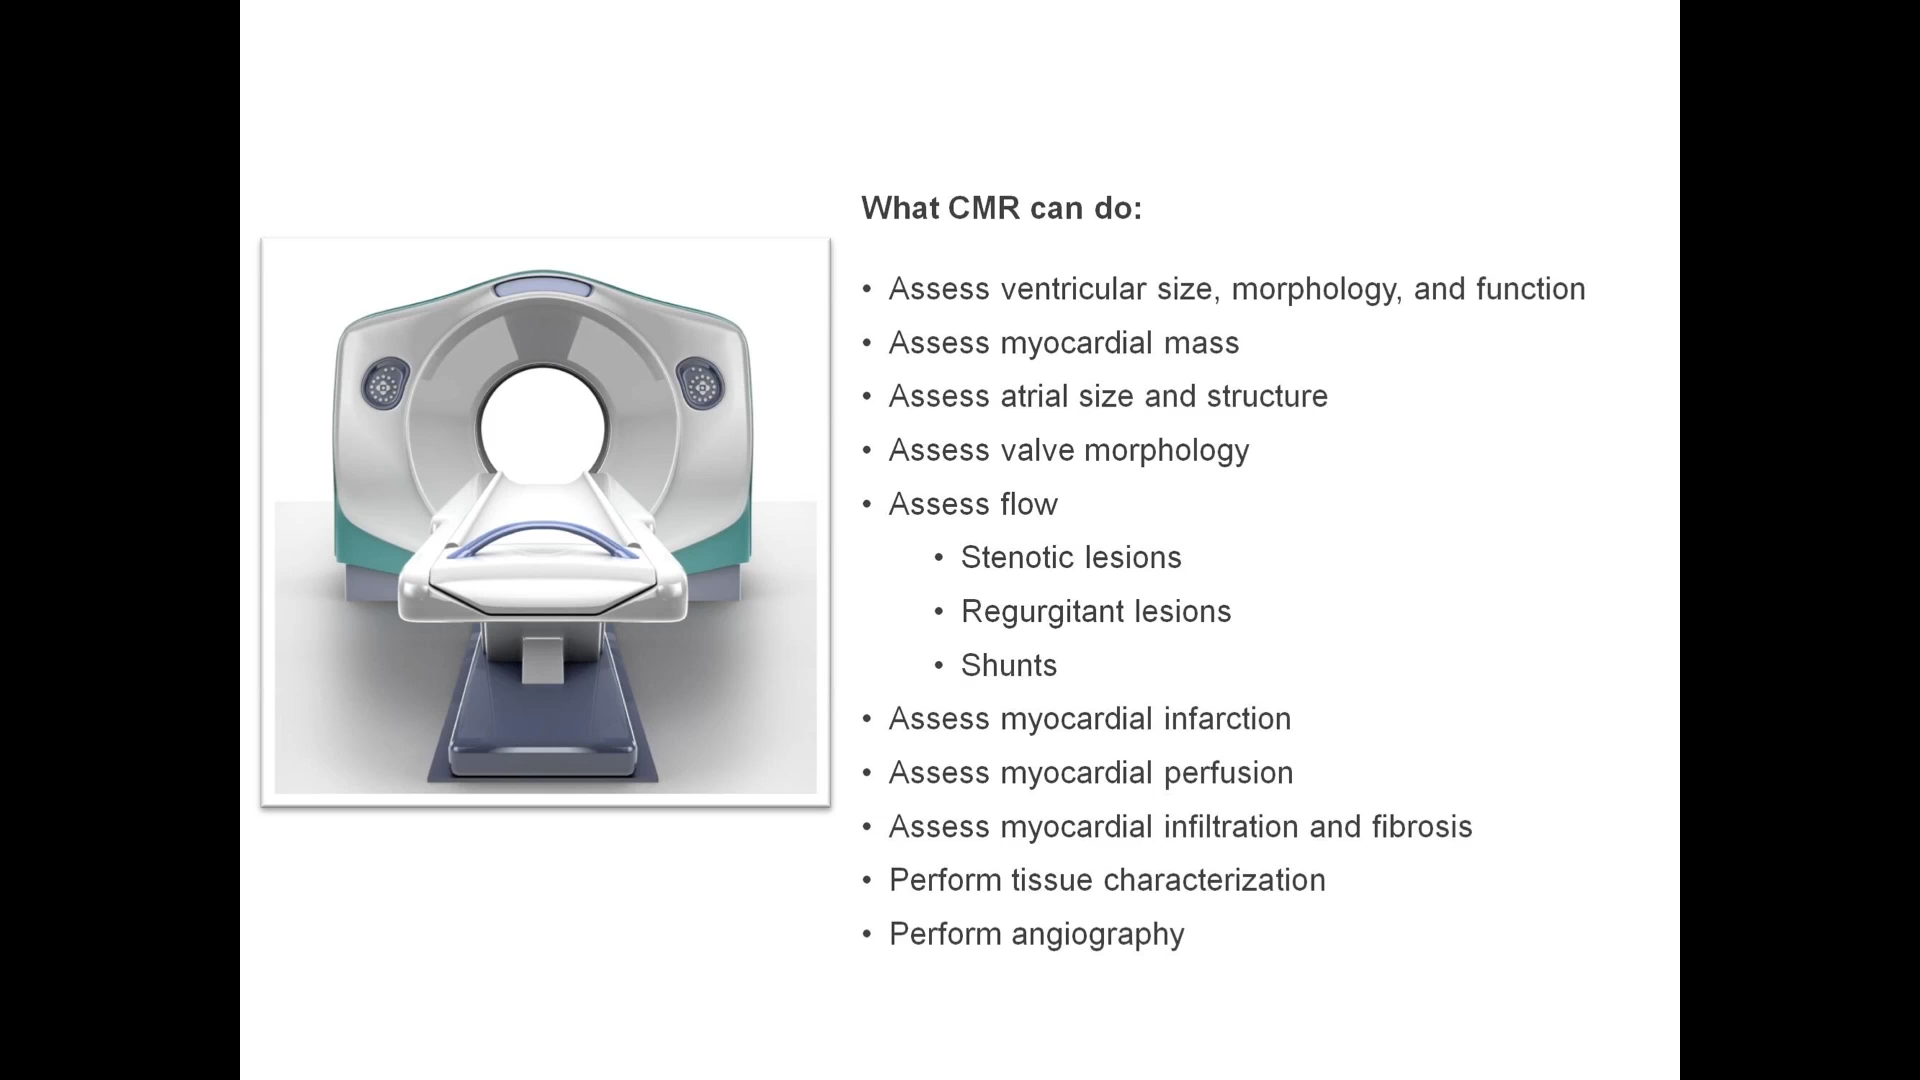 What CMR can do:
• Assess ventricular size, morphology, and function
• Assess myocardial mass
• Assess atrial size and structure
• Assess valve morphology
• Assess flow
• Stenotic lesions
• Regurgitant lesions
• Shunts
• Assess myocardial infarction
• Assess myocardial perfusion
• Assess myocardial infiltration and fibrosis
• Perform tissue characterization
• Perform angiography